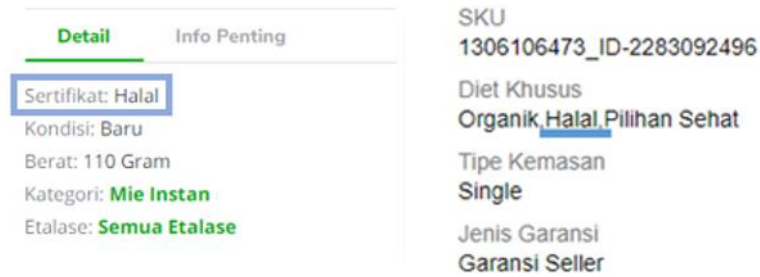 Detail Info Penting
Sertifikat: Halal
Kondisi: Baru
Berat: 110 Gram
Kategori: Mie Instan
Etalase: Semua Etalase
SKU
1306106473_ID-2283092496
Diet Khusus
Organik,Halal,Pilihan Sehat
Tipe Kemasan
Single
Jenis Garansi
Garansi Seller